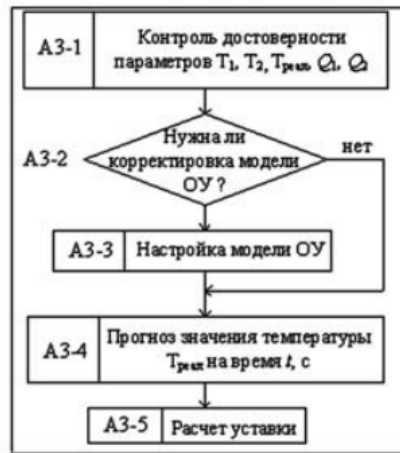 А3-1
Контроль достоверности
параметров T₁, T₂, Tреак, Q₁, Q₂
А3-2
Нужна ли
корректировка модели
ОУ ?
нет
А3-3
Настройка модели ОУ
А3-4
Прогноз значения температуры
Tреак на время t, с
А3-5
Расчет уставки